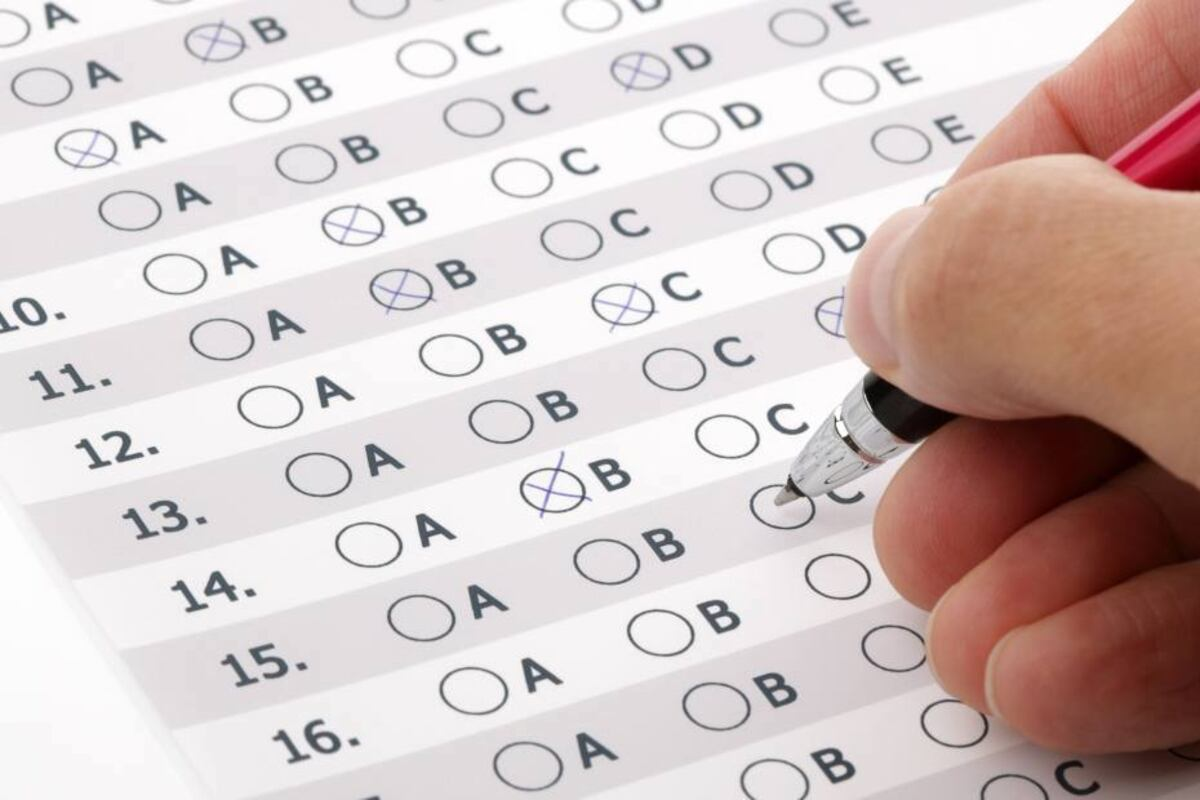 A
A B
A B C D
A B C D E
10. A B C D E
11. A B C D E
12. A B C D
13. A B C
14. A B C
15. A B C
16. A B
A B
B
C